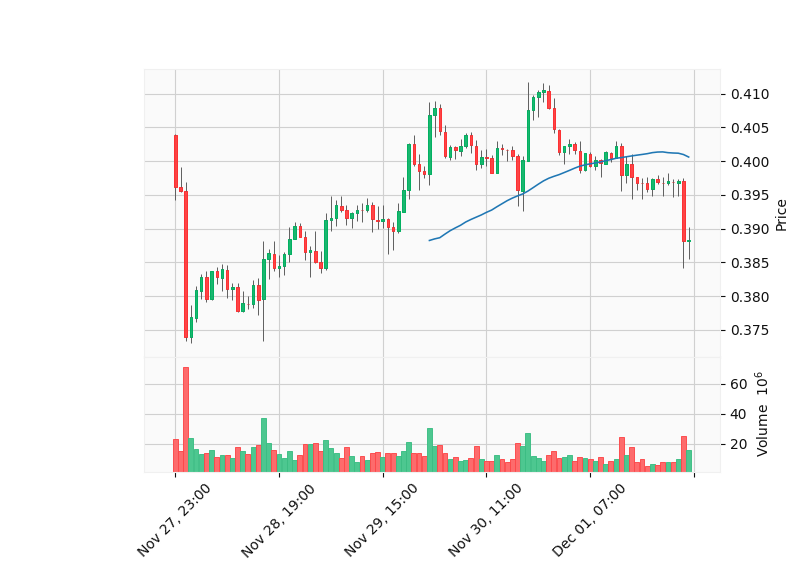 0.410
0.405
0.400
0.395
0.390
0.385
0.380
0.375
Price
60
40
20
Volume 10^6
Nov 27, 23:00
Nov 28, 19:00
Nov 29, 15:00
Nov 30, 11:00
Dec 01, 07:00